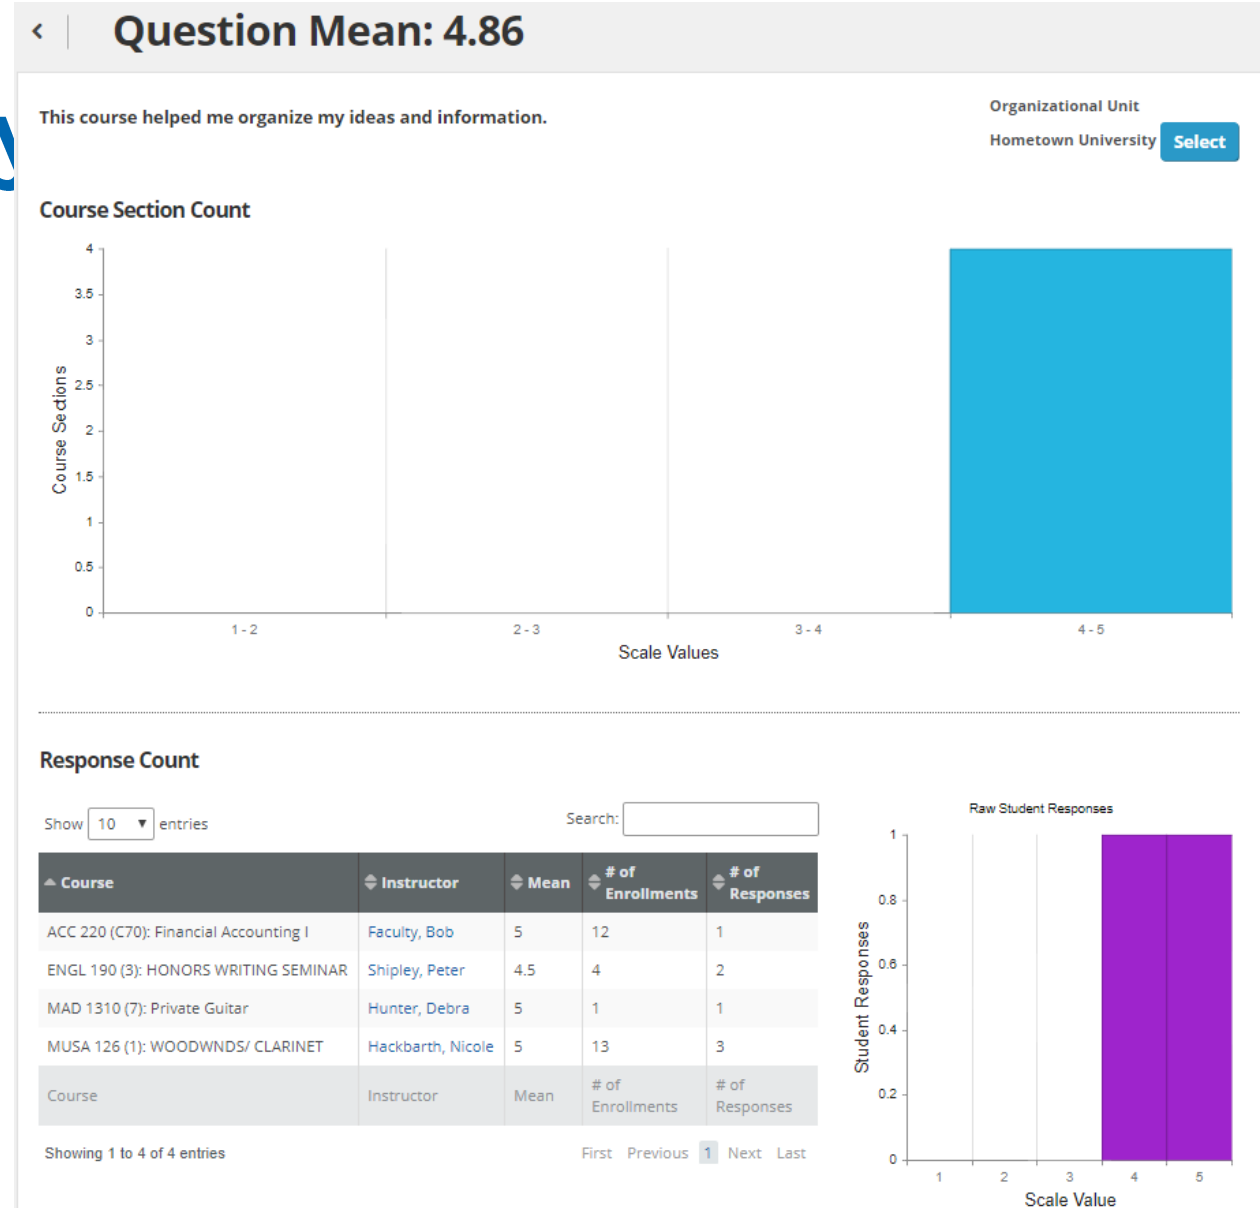 Question Mean: 4.86
This course helped me organize my ideas and information.
Organizational Unit
Hometown University Select
Course Section Count
4
3.5
3
2.5
2
1.5
1
0.5
0
Course Sections
1 - 2 2 - 3 3 - 4 4 - 5
Scale Values
Response Count
Show 10 entries Search:
Course Instructor Mean # of Enrollments # of Responses
ACC 220 (C70): Financial Accounting I Faculty, Bob 5 12 1
ENGL 190 (3): HONORS WRITING SEMINAR Shipley, Peter 4.5 4 2
MAD 1310 (7): Private Guitar Hunter, Debra 5 1 1
MUSA 126 (1): WOODWNDS/ CLARINET Hackbarth, Nicole 5 13 3
Course Instructor Mean # of Enrollments # of Responses
Showing 1 to 4 of 4 entries First Previous 1 Next Last
Raw Student Responses
1
0.8
0.6
0.4
0.2
0
Student Responses
1 2 3 4 5
Scale Value